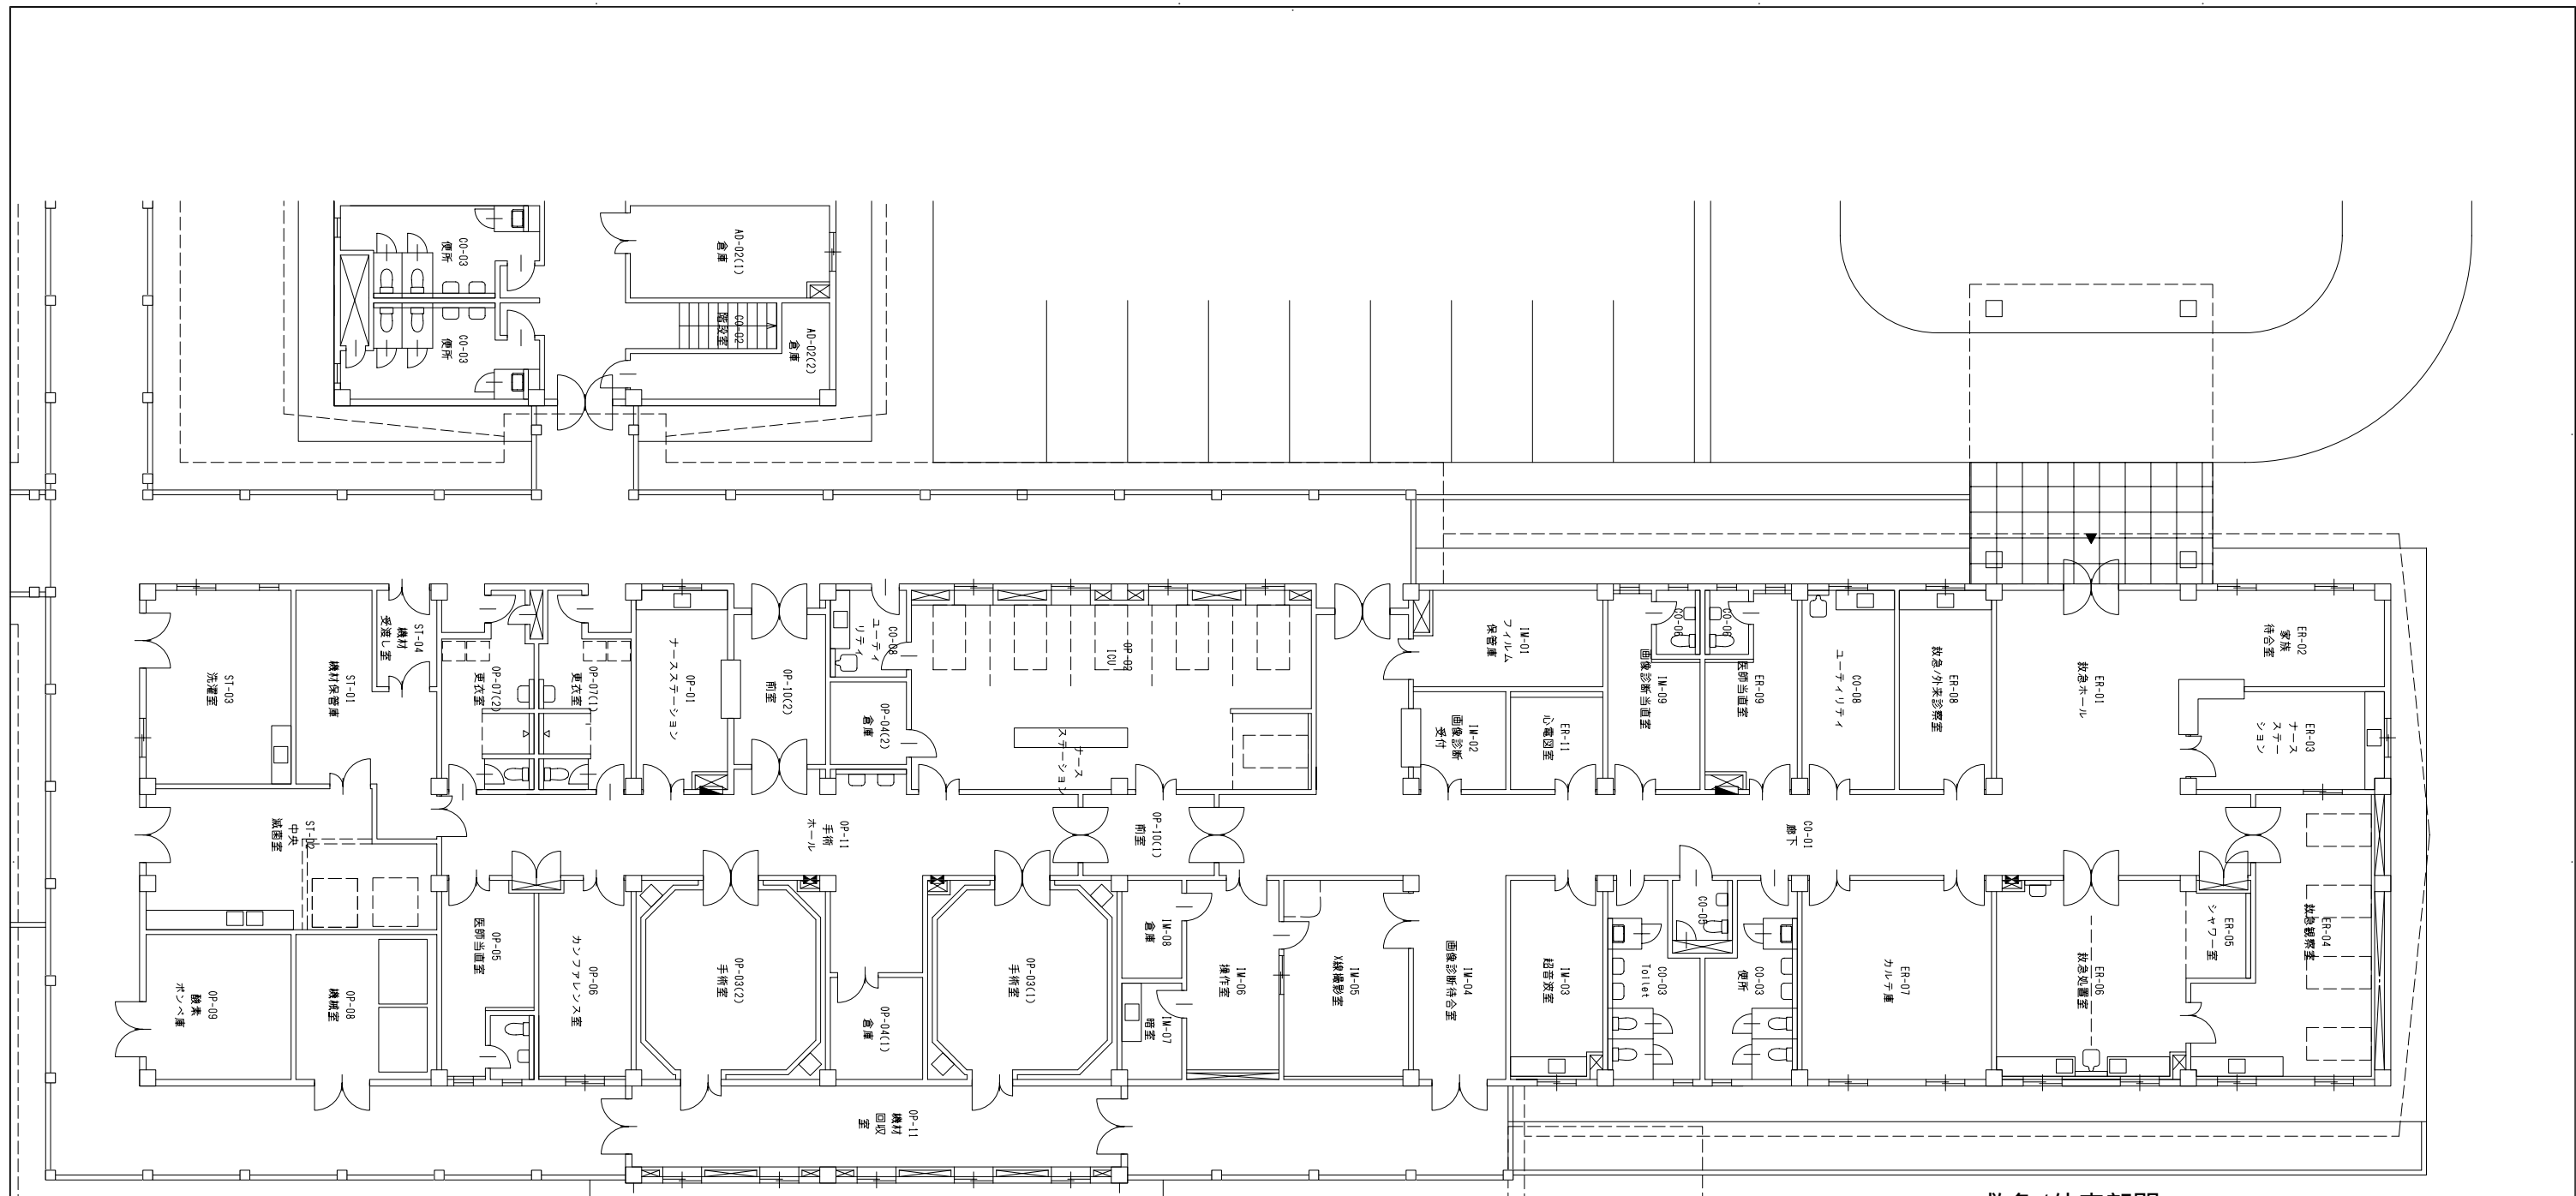 CO-03
便所
CO-03
便所
AD-02(1)
倉庫
CO-02
階段室
AD-02(2)
倉庫
ST-03
洗濯室
ST-01
機材保管庫
ST-04
機材
受渡し室
OP-07(2)
更衣室
OP-07(1)
更衣室
OP-01
ナースステーション
OP-10(2)
前室
CO-08
ユーティ
リティ
OP-04(2)
倉庫
OP-02
ICU
ナース
ステーション
IM-01
フィルム
保管庫
IM-02
画像診断
受付
ER-11
心電図室
CO-06
IM-09
画像診断当直室
CO-06
ER-09
医師当直室
CO-08
ユーティリティ
ER-08
救急/外来診察室
ER-01
救急ホール
ER-02
家族
待合室
ER-03
ナース
ステー
ション
ST-02
中央
滅菌室
OP-11
手術
ホール
OP-10(1)
前室
CO-01
廊下
OP-09
酸素
ボンベ庫
OP-08
機械室
OP-05
医師当直室
OP-06
カンファレンス室
OP-03(2)
手術室
OP-04(1)
倉庫
OP-03(1)
手術室
IM-08
倉庫
IM-07
暗室
IM-06
操作室
IM-05
X線撮影室
IM-04
画像診断待合室
IM-03
超音波室
CO-03
Toilet
CO-05
CO-03
便所
ER-07
カルテ庫
ER-06
救急処置室
ER-05
シャワー室
ER-04
救急観察室
OP-11
機材
回収
室